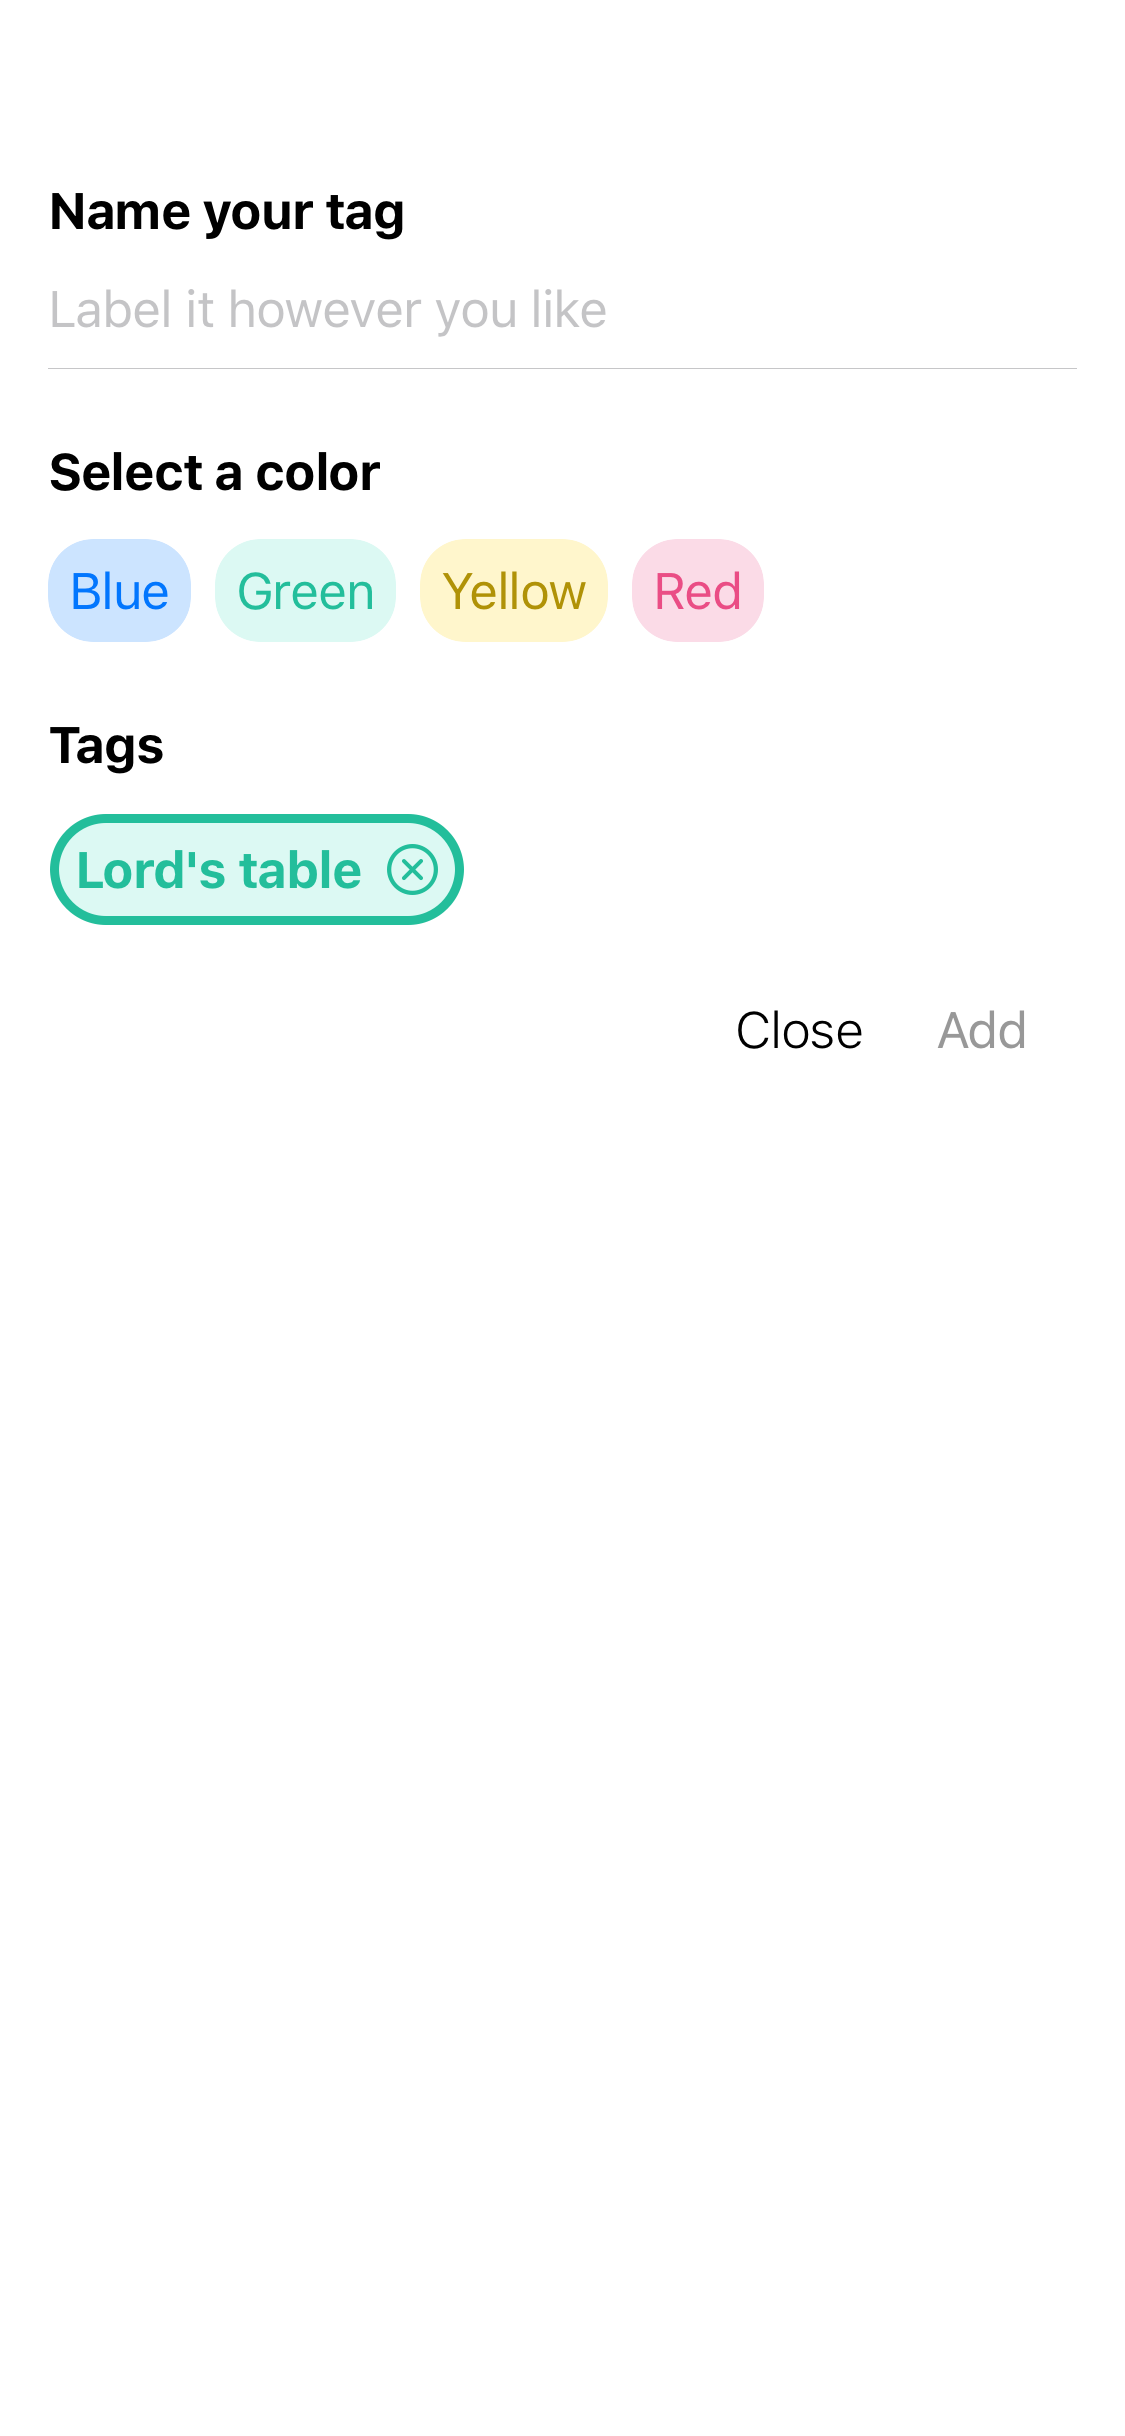 Name your tag
Label it however you like
Select a color
Blue Green Yellow Red
Tags
Lord's table
Close Add